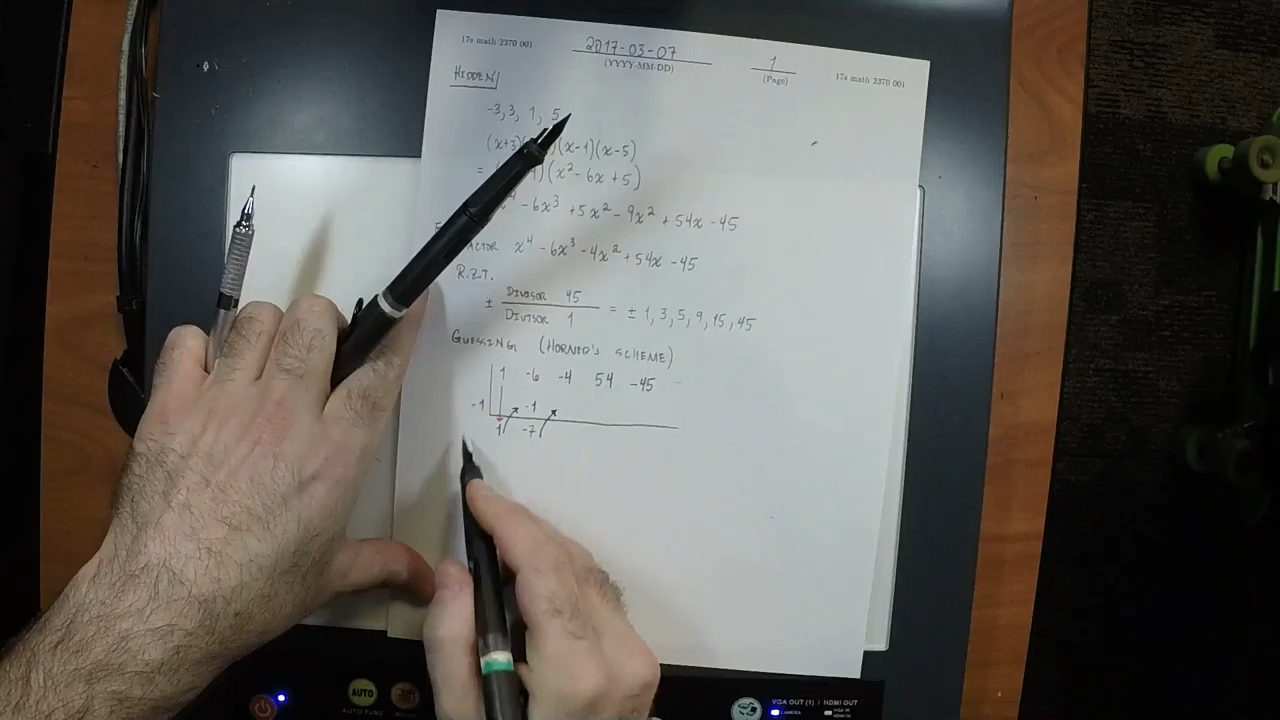 17s math 2370 001
2017-03-07
(YYYY-MM-DD)
1
(Page)
17s math 2370 001
HIDDEN
-3, 3, 1, 5
(x+3) (x-1)(x-5)
= )(x² - 6x + 5)
- 6x³ + 5x² - 9x² + 54x - 45
x⁴ - 6x³ - 4x² + 54x - 45
R.Z.T.
± DIVISOR 45 / DIVISOR 1 = ± 1, 3, 5, 9, 15, 45
GUESSING (HORNER'S SCHEME)
1 -6 -4 54 -45
-1 -1
1 -7
AUTO
AUTO TUNE
VGA OUT (1) / HDMI OUT